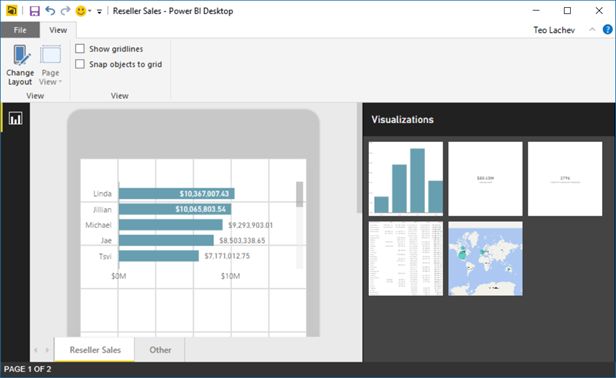 Reseller Sales - Power BI Desktop
File
View
Teo Lachev
Change Layout
Page View
Show gridlines
Snap objects to grid
View
View
Visualizations
Linda $10,367,007.43
Jillian $10,065,803.54
Michael $9,293,903.01
Jae $8,503,338.65
Tsvi $7,171,012.75
$0M $10M
Reseller Sales
Other
PAGE 1 OF 2